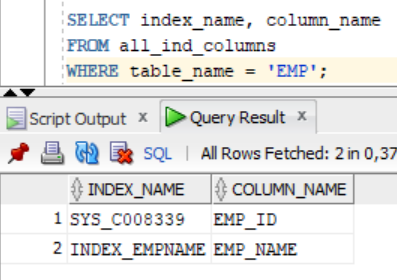 SELECT index_name, column_name
FROM all_ind_columns
WHERE table_name = 'EMP';
Script Output x Query Result x
SQL | All Rows Fetched: 2 in 0,37
INDEX_NAME COLUMN_NAME
1 SYS_C008339 EMP_ID
2 INDEX_EMPNAME EMP_NAME